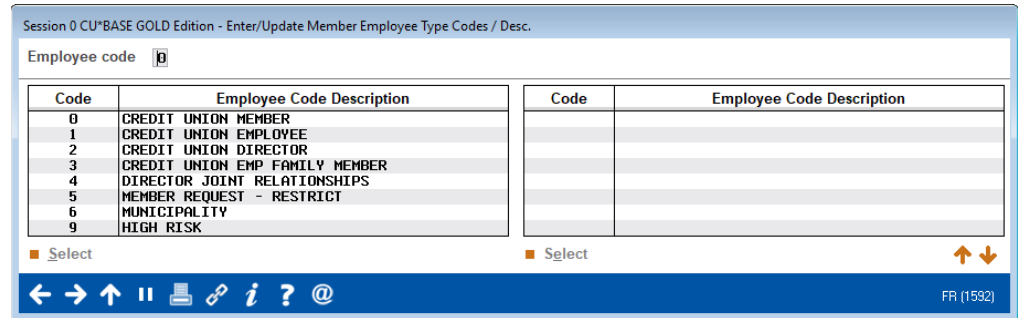 Session 0 CU*BASE GOLD Edition - Enter/Update Member Employee Type Codes / Desc.
Employee code 0
Code Employee Code Description Code Employee Code Description
0 CREDIT UNION MEMBER
1 CREDIT UNION EMPLOYEE
2 CREDIT UNION DIRECTOR
3 CREDIT UNION EMP FAMILY MEMBER
4 DIRECTOR JOINT RELATIONSHIPS
5 MEMBER REQUEST - RESTRICT
6 MUNICIPALITY
9 HIGH RISK
Select Select
i ? @ FR (1592)